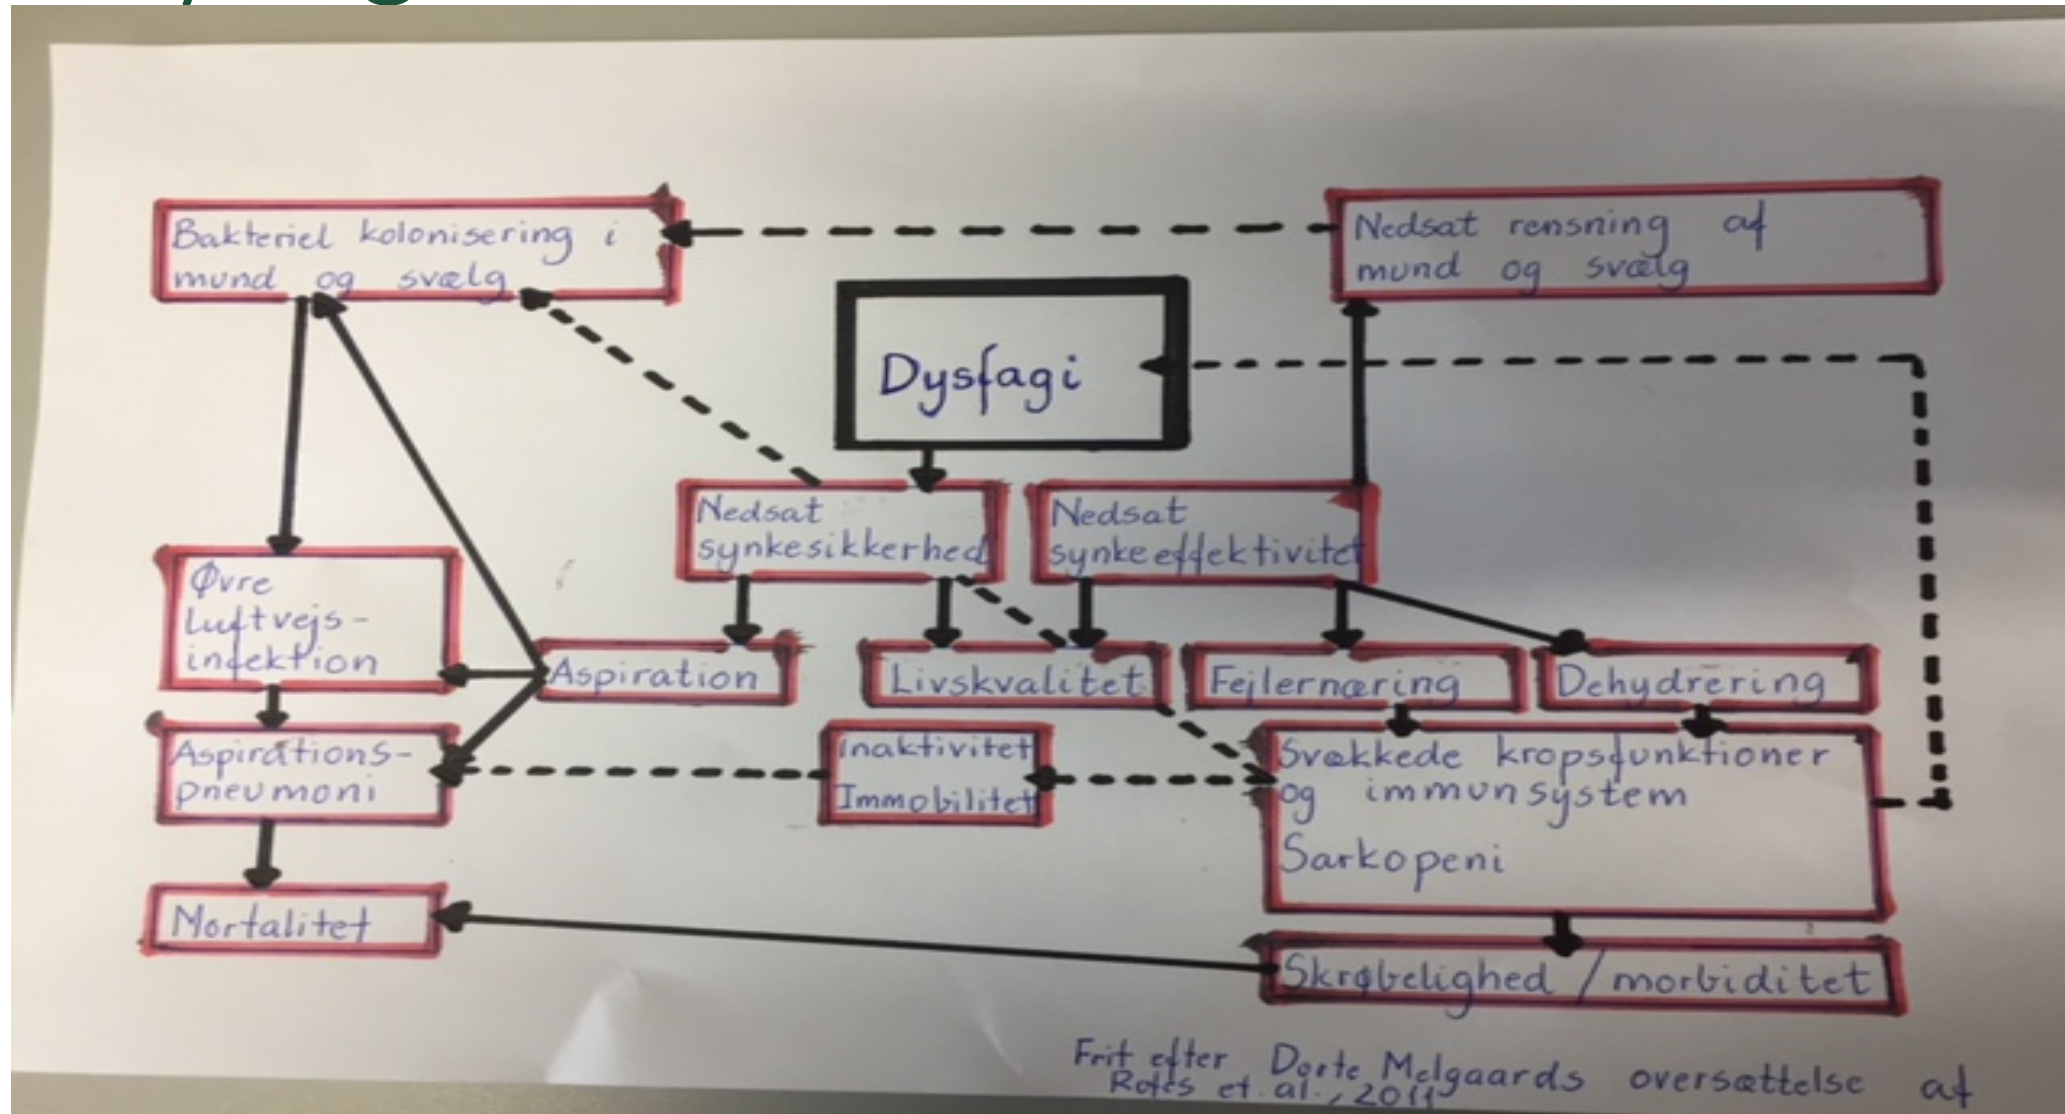 Bakteriel kolonisering i
mund og svælg
Nedsat rensning af
mund og svælg
Dysfagi
Nedsat
synkesikkerhed
Nedsat
synkeeffektivitet
Øvre
Luftvejs-
infektion
Aspiration
Livskvalitet
Fejlernæring
Dehydrering
Aspirations-
pneumoni
inaktivitet
Immobilitet
Svækkede kropsfunktioner
og immunsystem
Sarkopeni
Mortalitet
Skrøbelighed / morbiditet
Frit efter Dorte Melgaards oversættelse af
et. al., 2011